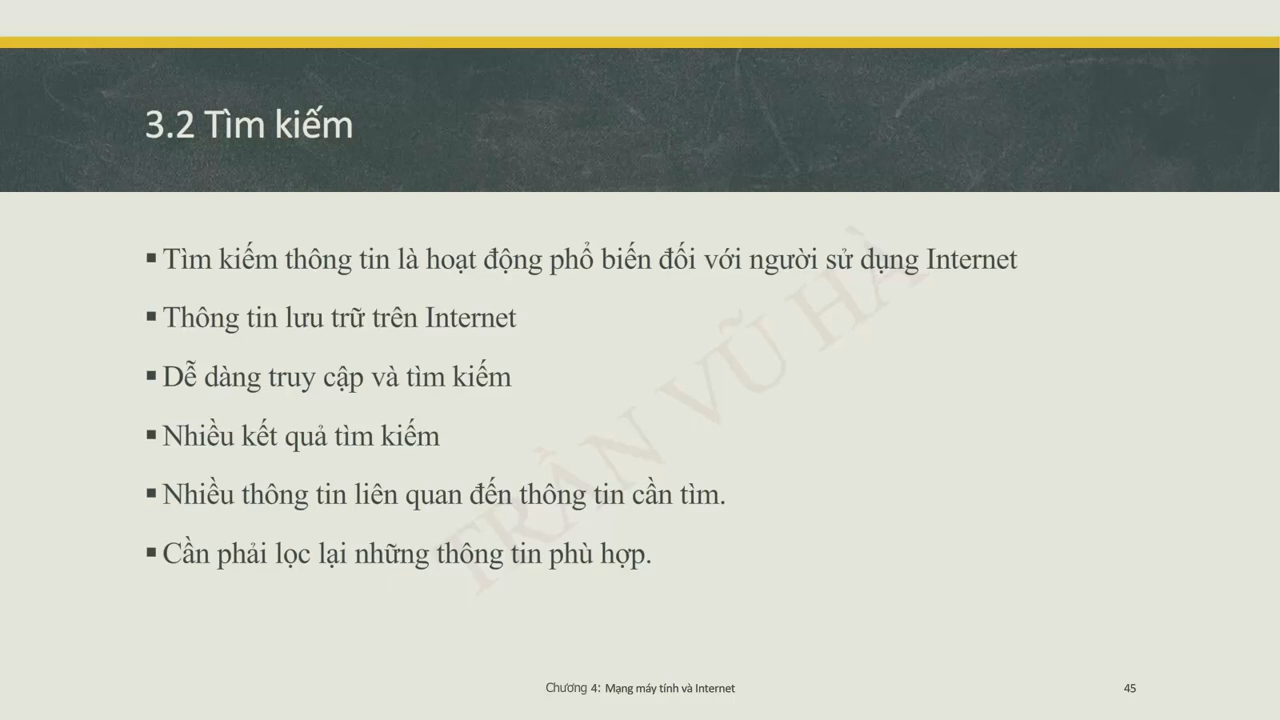 3.2 Tìm kiếm
▪ Tìm kiếm thông tin là hoạt động phổ biến đối với người sử dụng Internet
▪ Thông tin lưu trữ trên Internet
▪ Dễ dàng truy cập và tìm kiếm
▪ Nhiều kết quả tìm kiếm
▪ Nhiều thông tin liên quan đến thông tin cần tìm.
▪ Cần phải lọc lại những thông tin phù hợp.
TRẦN VŨ HÀ
Chương 4: Mạng máy tính và Internet
45